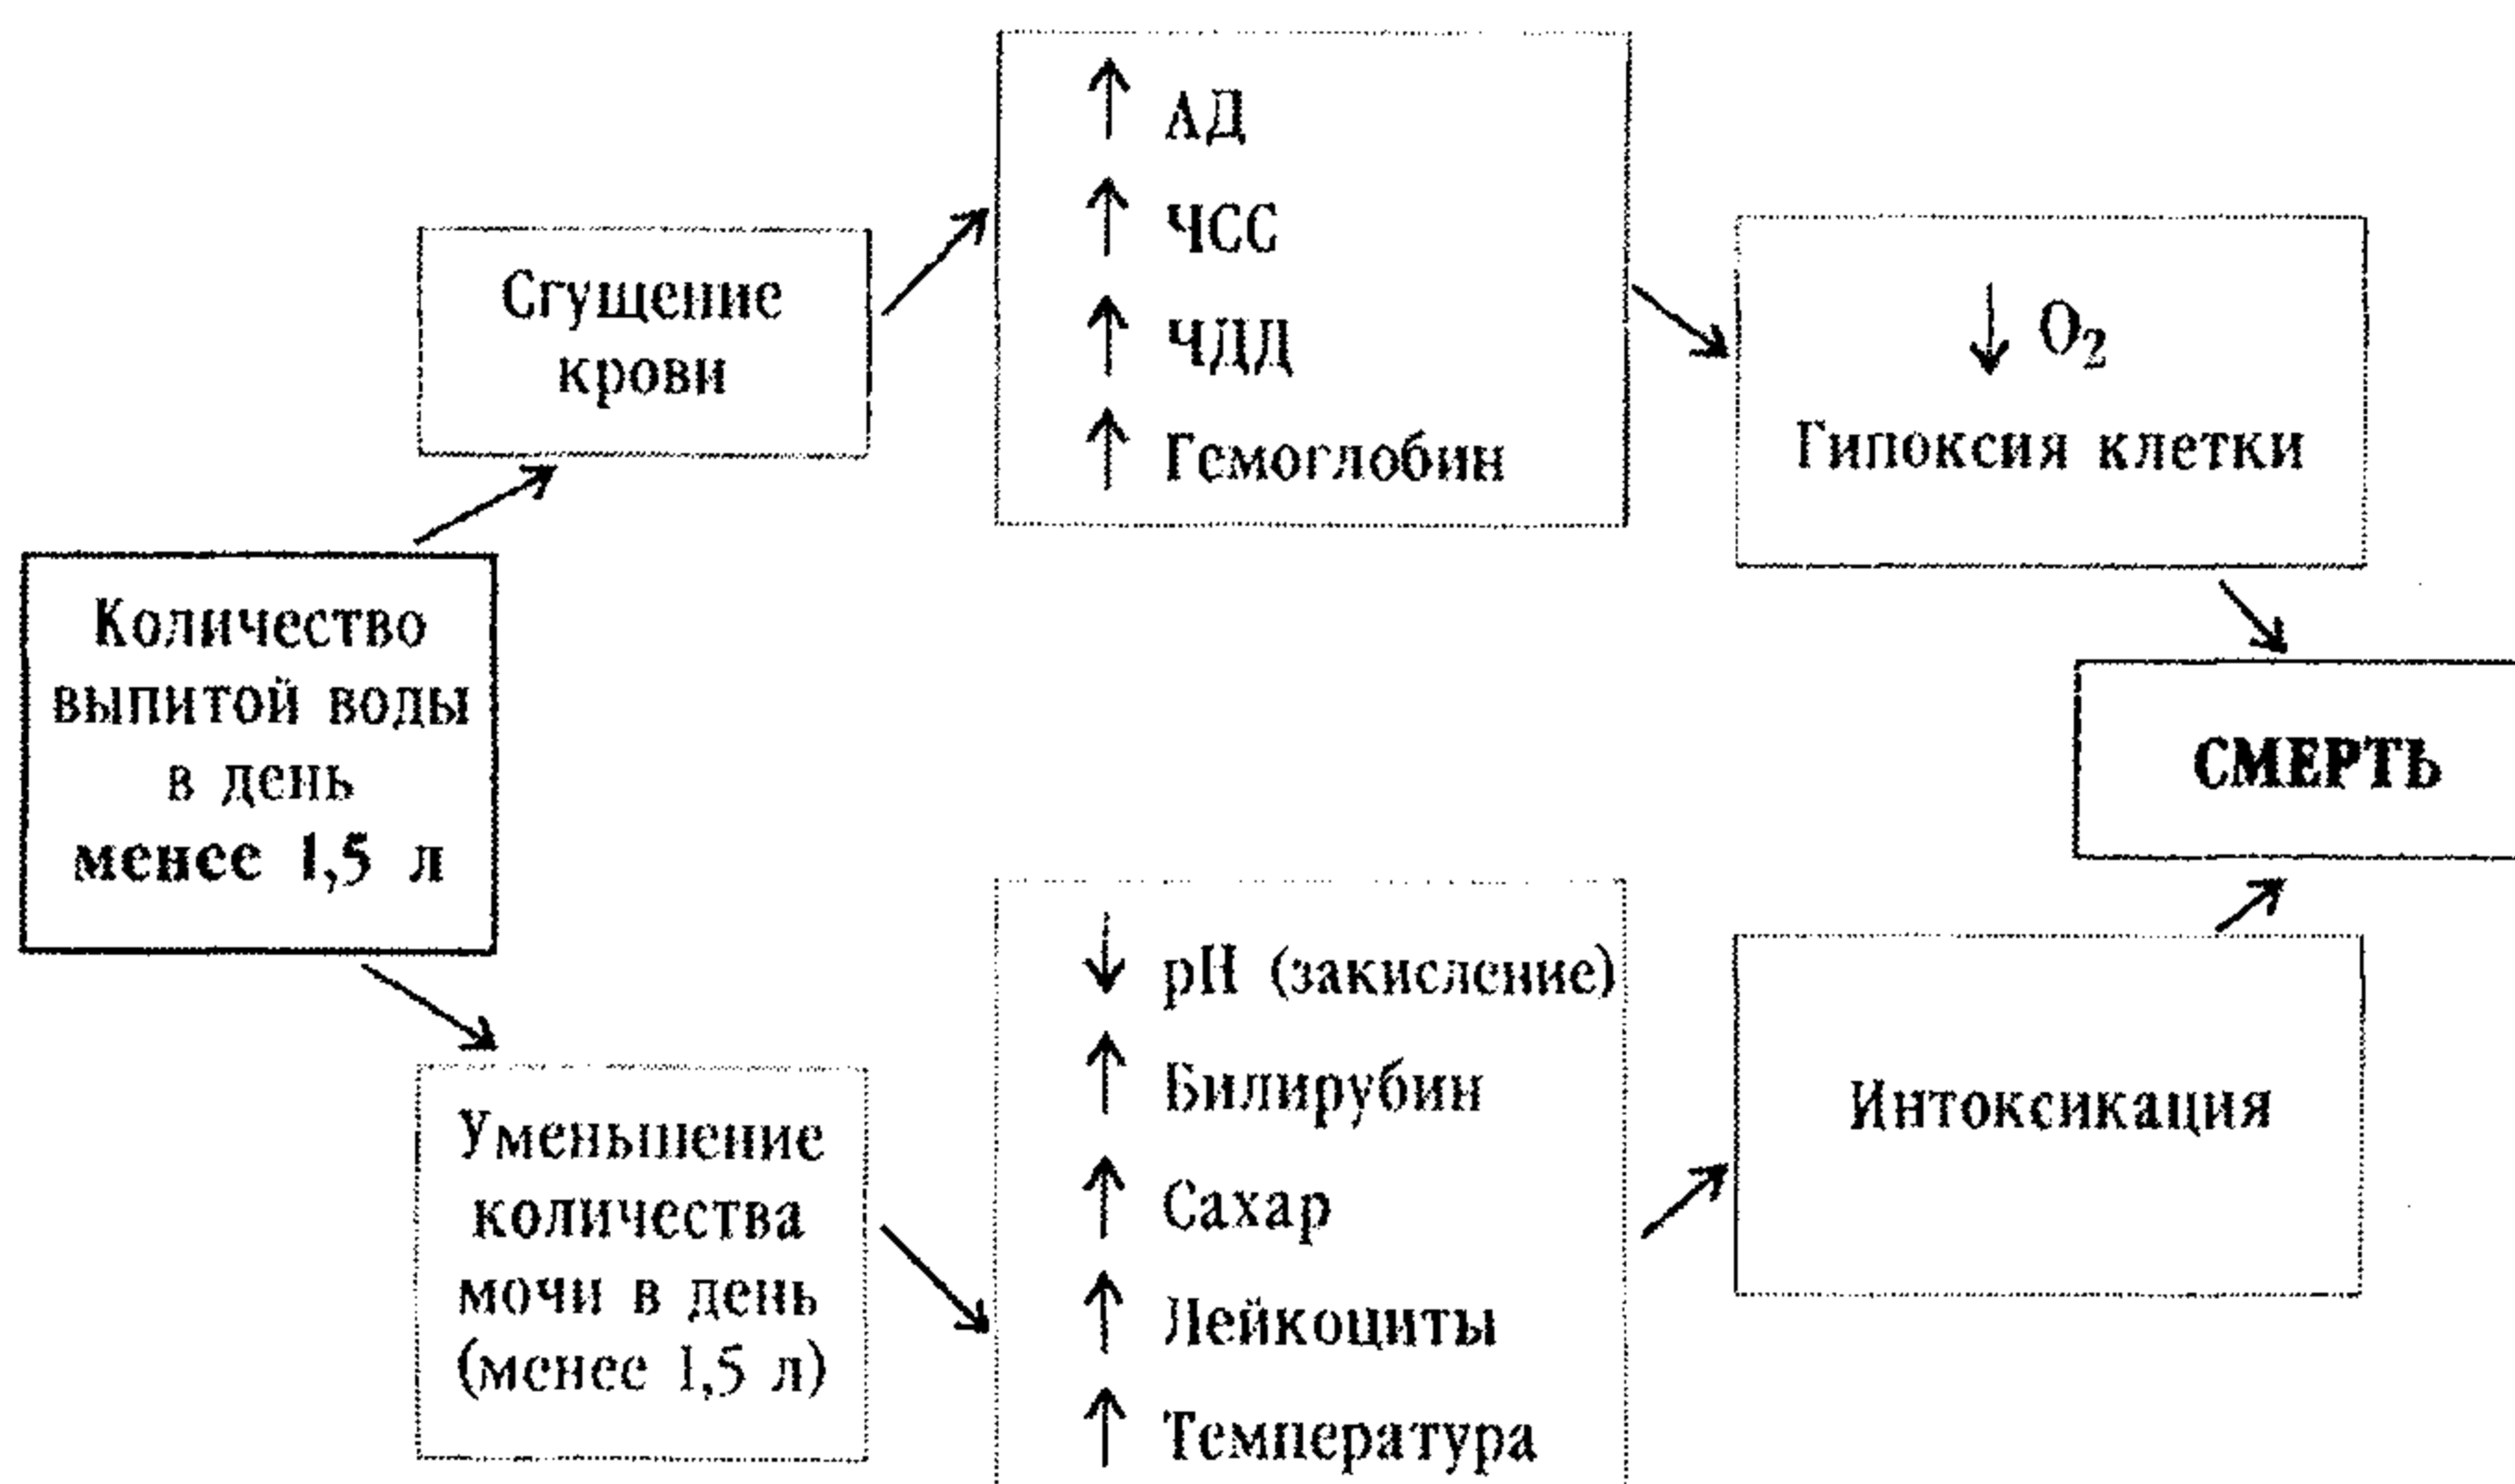 ↑ АД
↑ ЧСС
↑ ЧДД
↑ Гемоглобин
Сгущение
крови
↓ O₂
Гипоксия клетки
Количество
выпитой воды
в день
менее 1,5 л
СМЕРТЬ
Уменьшение
количества
мочи в день
(менее 1,5 л)
↓ pH (закисление)
↑ Билирубин
↑ Сахар
↑ Лейкоциты
↑ Температура
Интоксикация